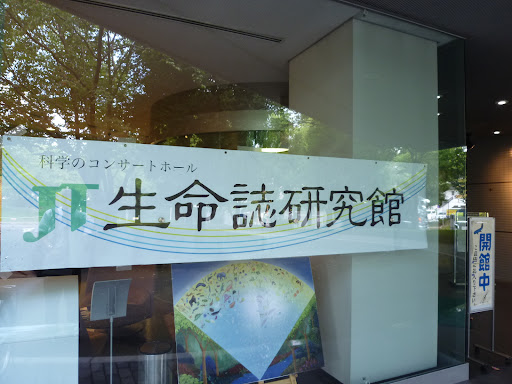 科学のコンサートホール
JT生命誌研究館
開館中